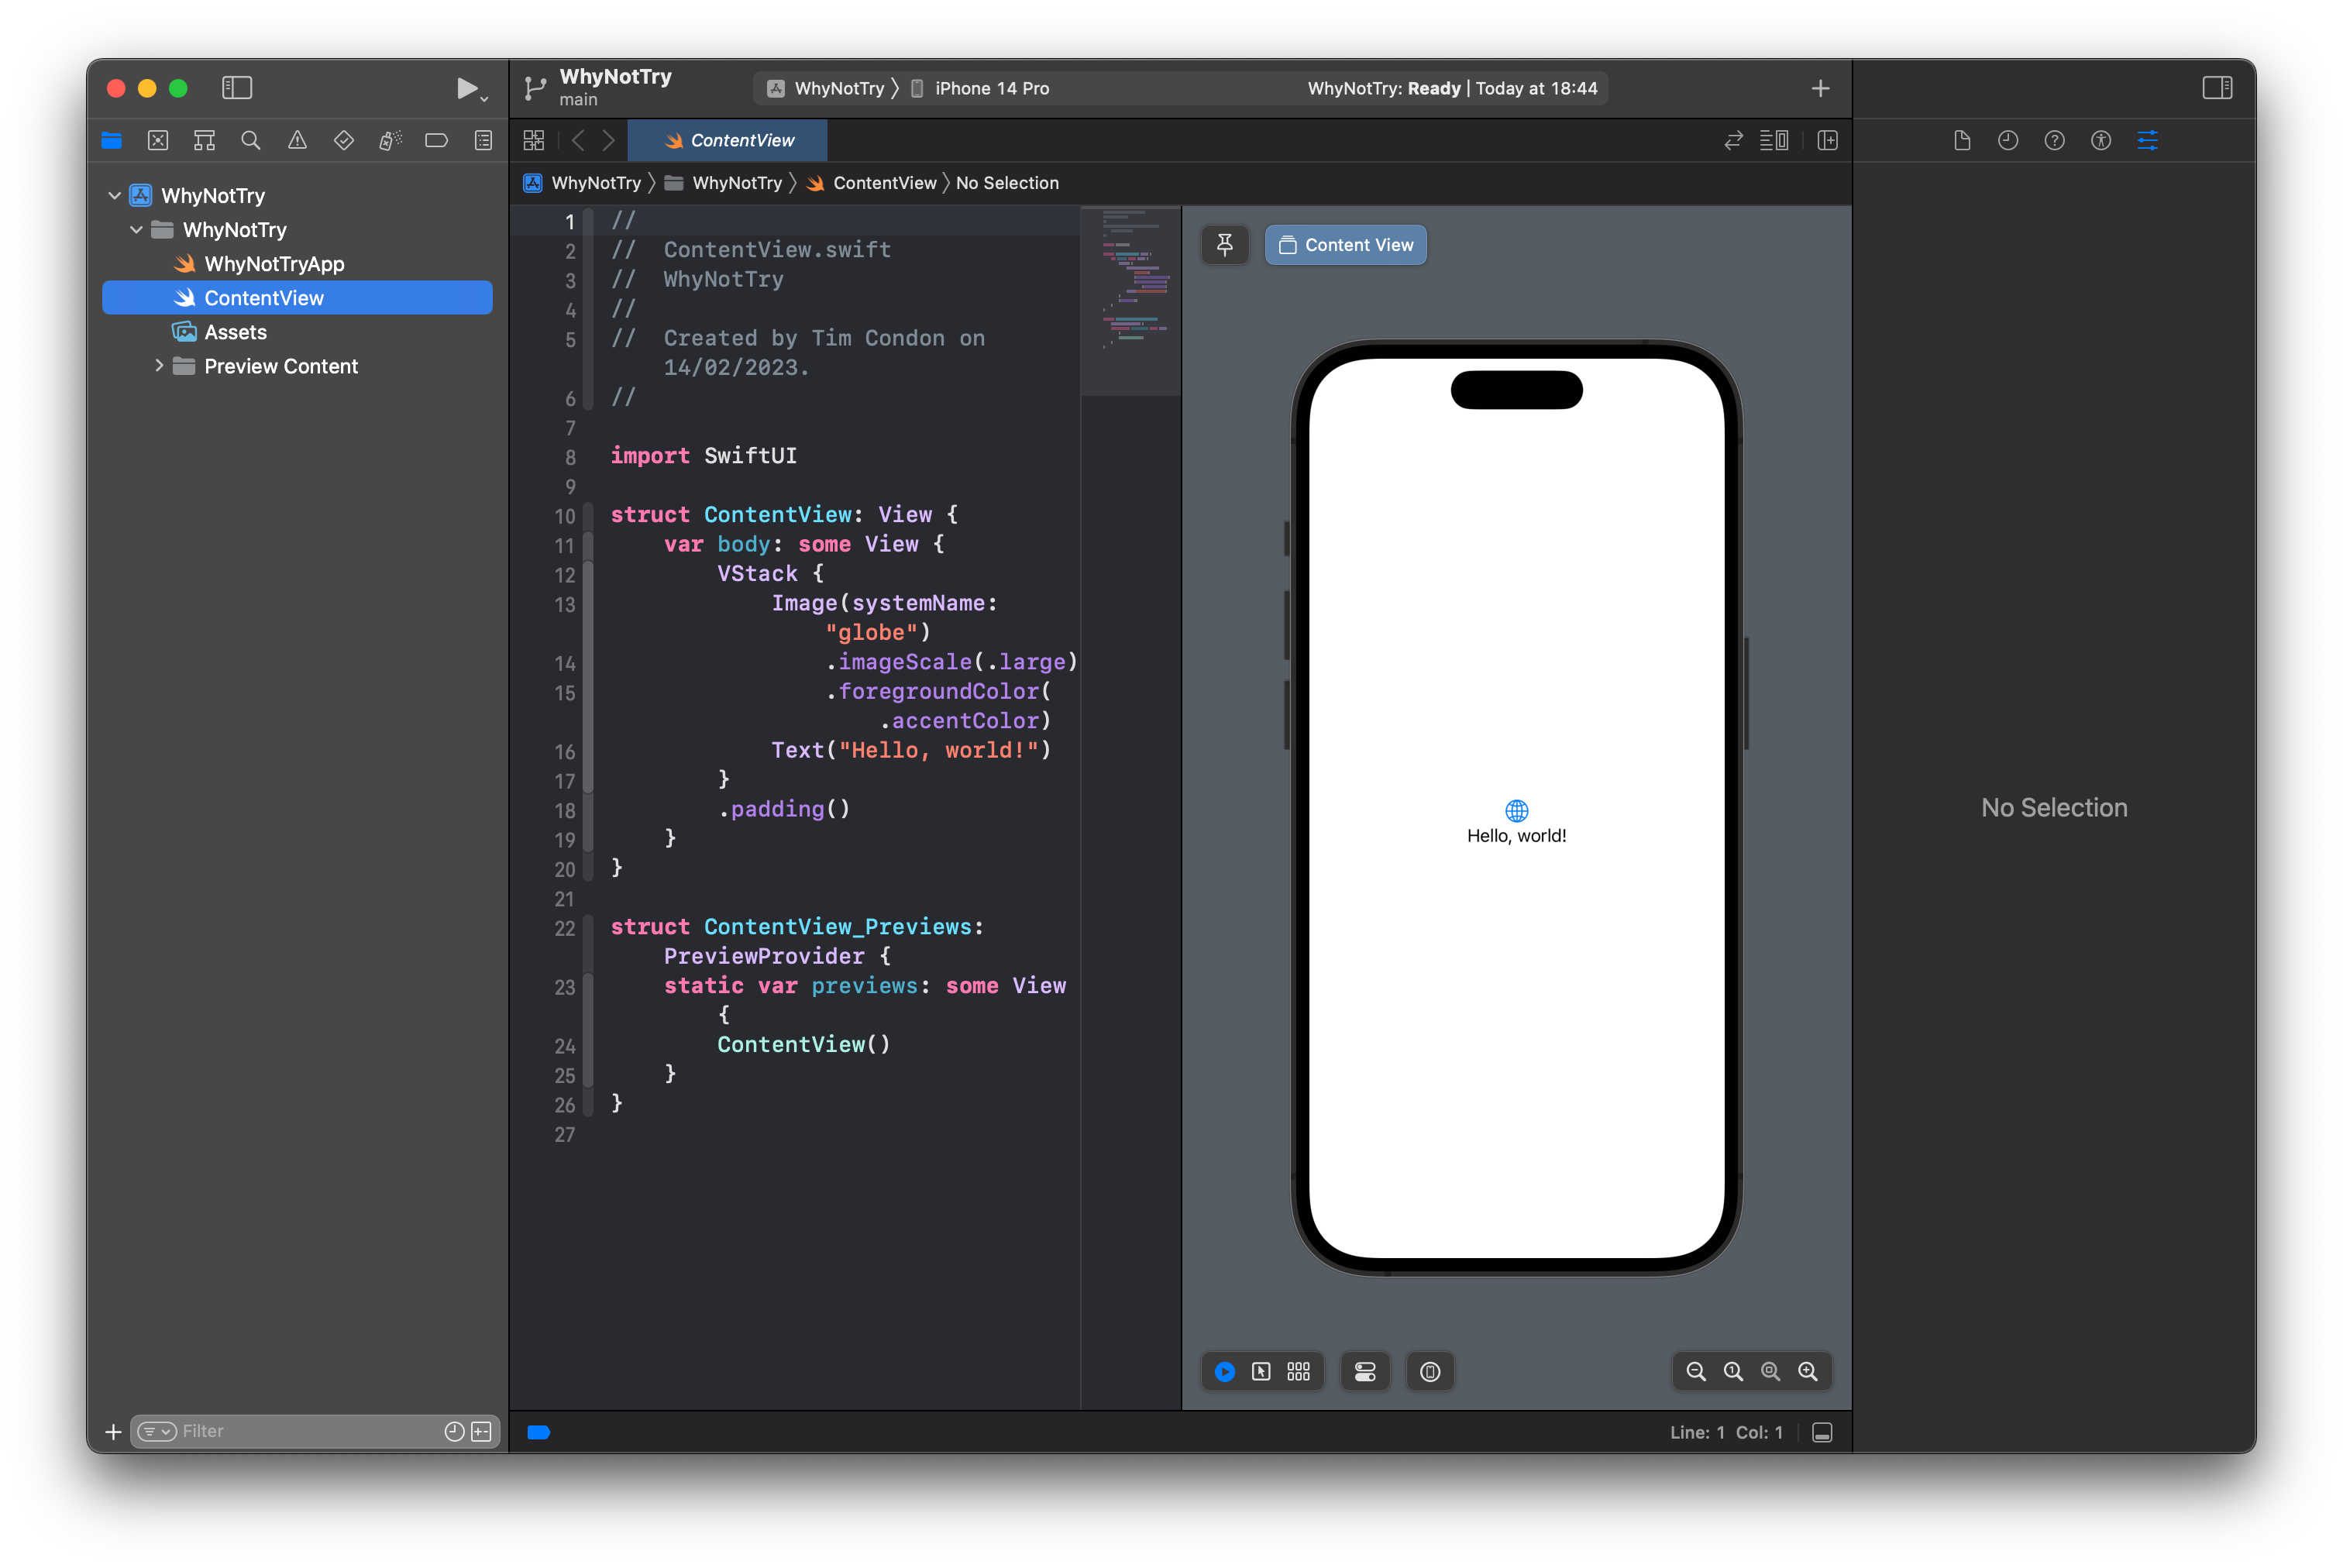 WhyNotTry
main
WhyNotTry
iPhone 14 Pro
WhyNotTry: Ready | Today at 18:44
ContentView
WhyNotTry
WhyNotTry
ContentView
No Selection
WhyNotTry
WhyNotTry
WhyNotTryApp
ContentView
Assets
Preview Content
1 //
2 // ContentView.swift
3 // WhyNotTry
4 //
5 // Created by Tim Condon on
14/02/2023.
6 //
7
8 import SwiftUI
9
10 struct ContentView: View {
11 var body: some View {
12 VStack {
13 Image(systemName:
"globe")
14 .imageScale(.large)
15 .foregroundColor(
.accentColor)
16 Text("Hello, world!")
17 }
18 .padding()
19 }
20 }
21
22 struct ContentView_Previews:
PreviewProvider {
23 static var previews: some View
{
24 ContentView()
25 }
26 }
27
Content View
Hello, world!
No Selection
Filter
Line: 1 Col: 1